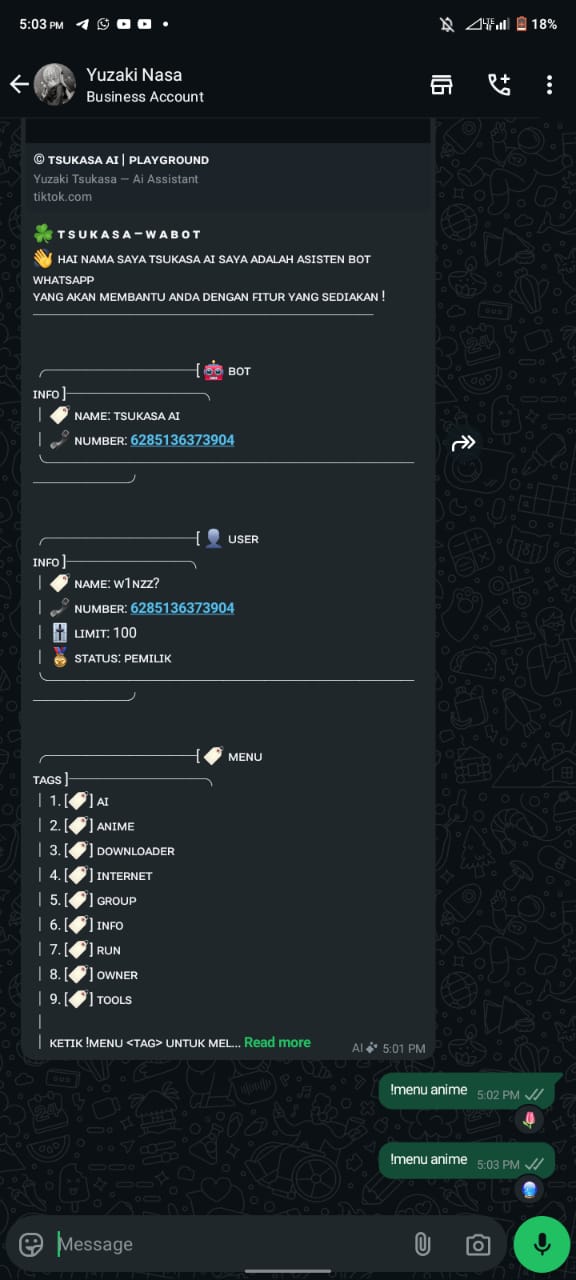 5:03 PM
LTE
18%
Yuzaki Nasa
Business Account
© TSUKASA AI | PLAYGROUND
Yuzaki Tsukasa — Ai Assistant
tiktok.com
TSUKASA-WABOT
HAI NAMA SAYA TSUKASA AI SAYA ADALAH ASISTEN BOT
WHATSAPP
YANG AKAN MEMBANTU ANDA DENGAN FITUR YANG SEDIAKAN !
[ BOT
INFO ]
NAME: TSUKASA AI
NUMBER: 6285136373904
[ USER
INFO ]
NAME: W1NZZ?
NUMBER: 6285136373904
LIMIT: 100
STATUS: PEMILIK
[ MENU
TAGS ]
1. [ ] AI
2. [ ] ANIME
3. [ ] DOWNLOADER
4. [ ] INTERNET
5. [ ] GROUP
6. [ ] INFO
7. [ ] RUN
8. [ ] OWNER
9. [ ] TOOLS
KETIK !MENU <TAG> UNTUK MEL... Read more
AI 5:01 PM
!menu anime 5:02 PM
!menu anime 5:03 PM
Message